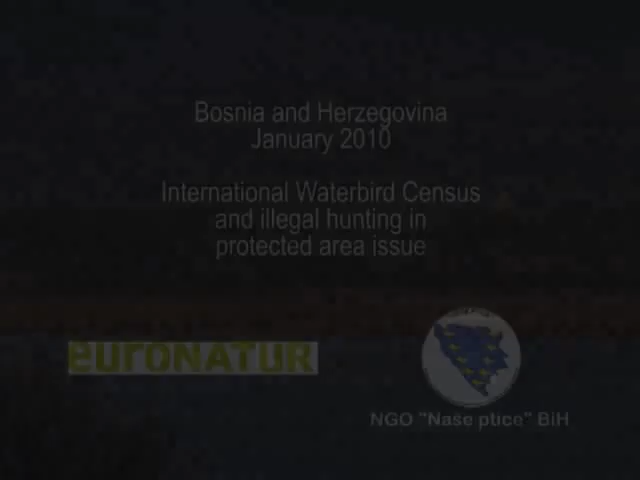 Bosnia and Herzegovina
January 2010
International Waterbird Census
and illegal hunting in
protected area issue
euronatur
NGO "Naše ptice" BiH